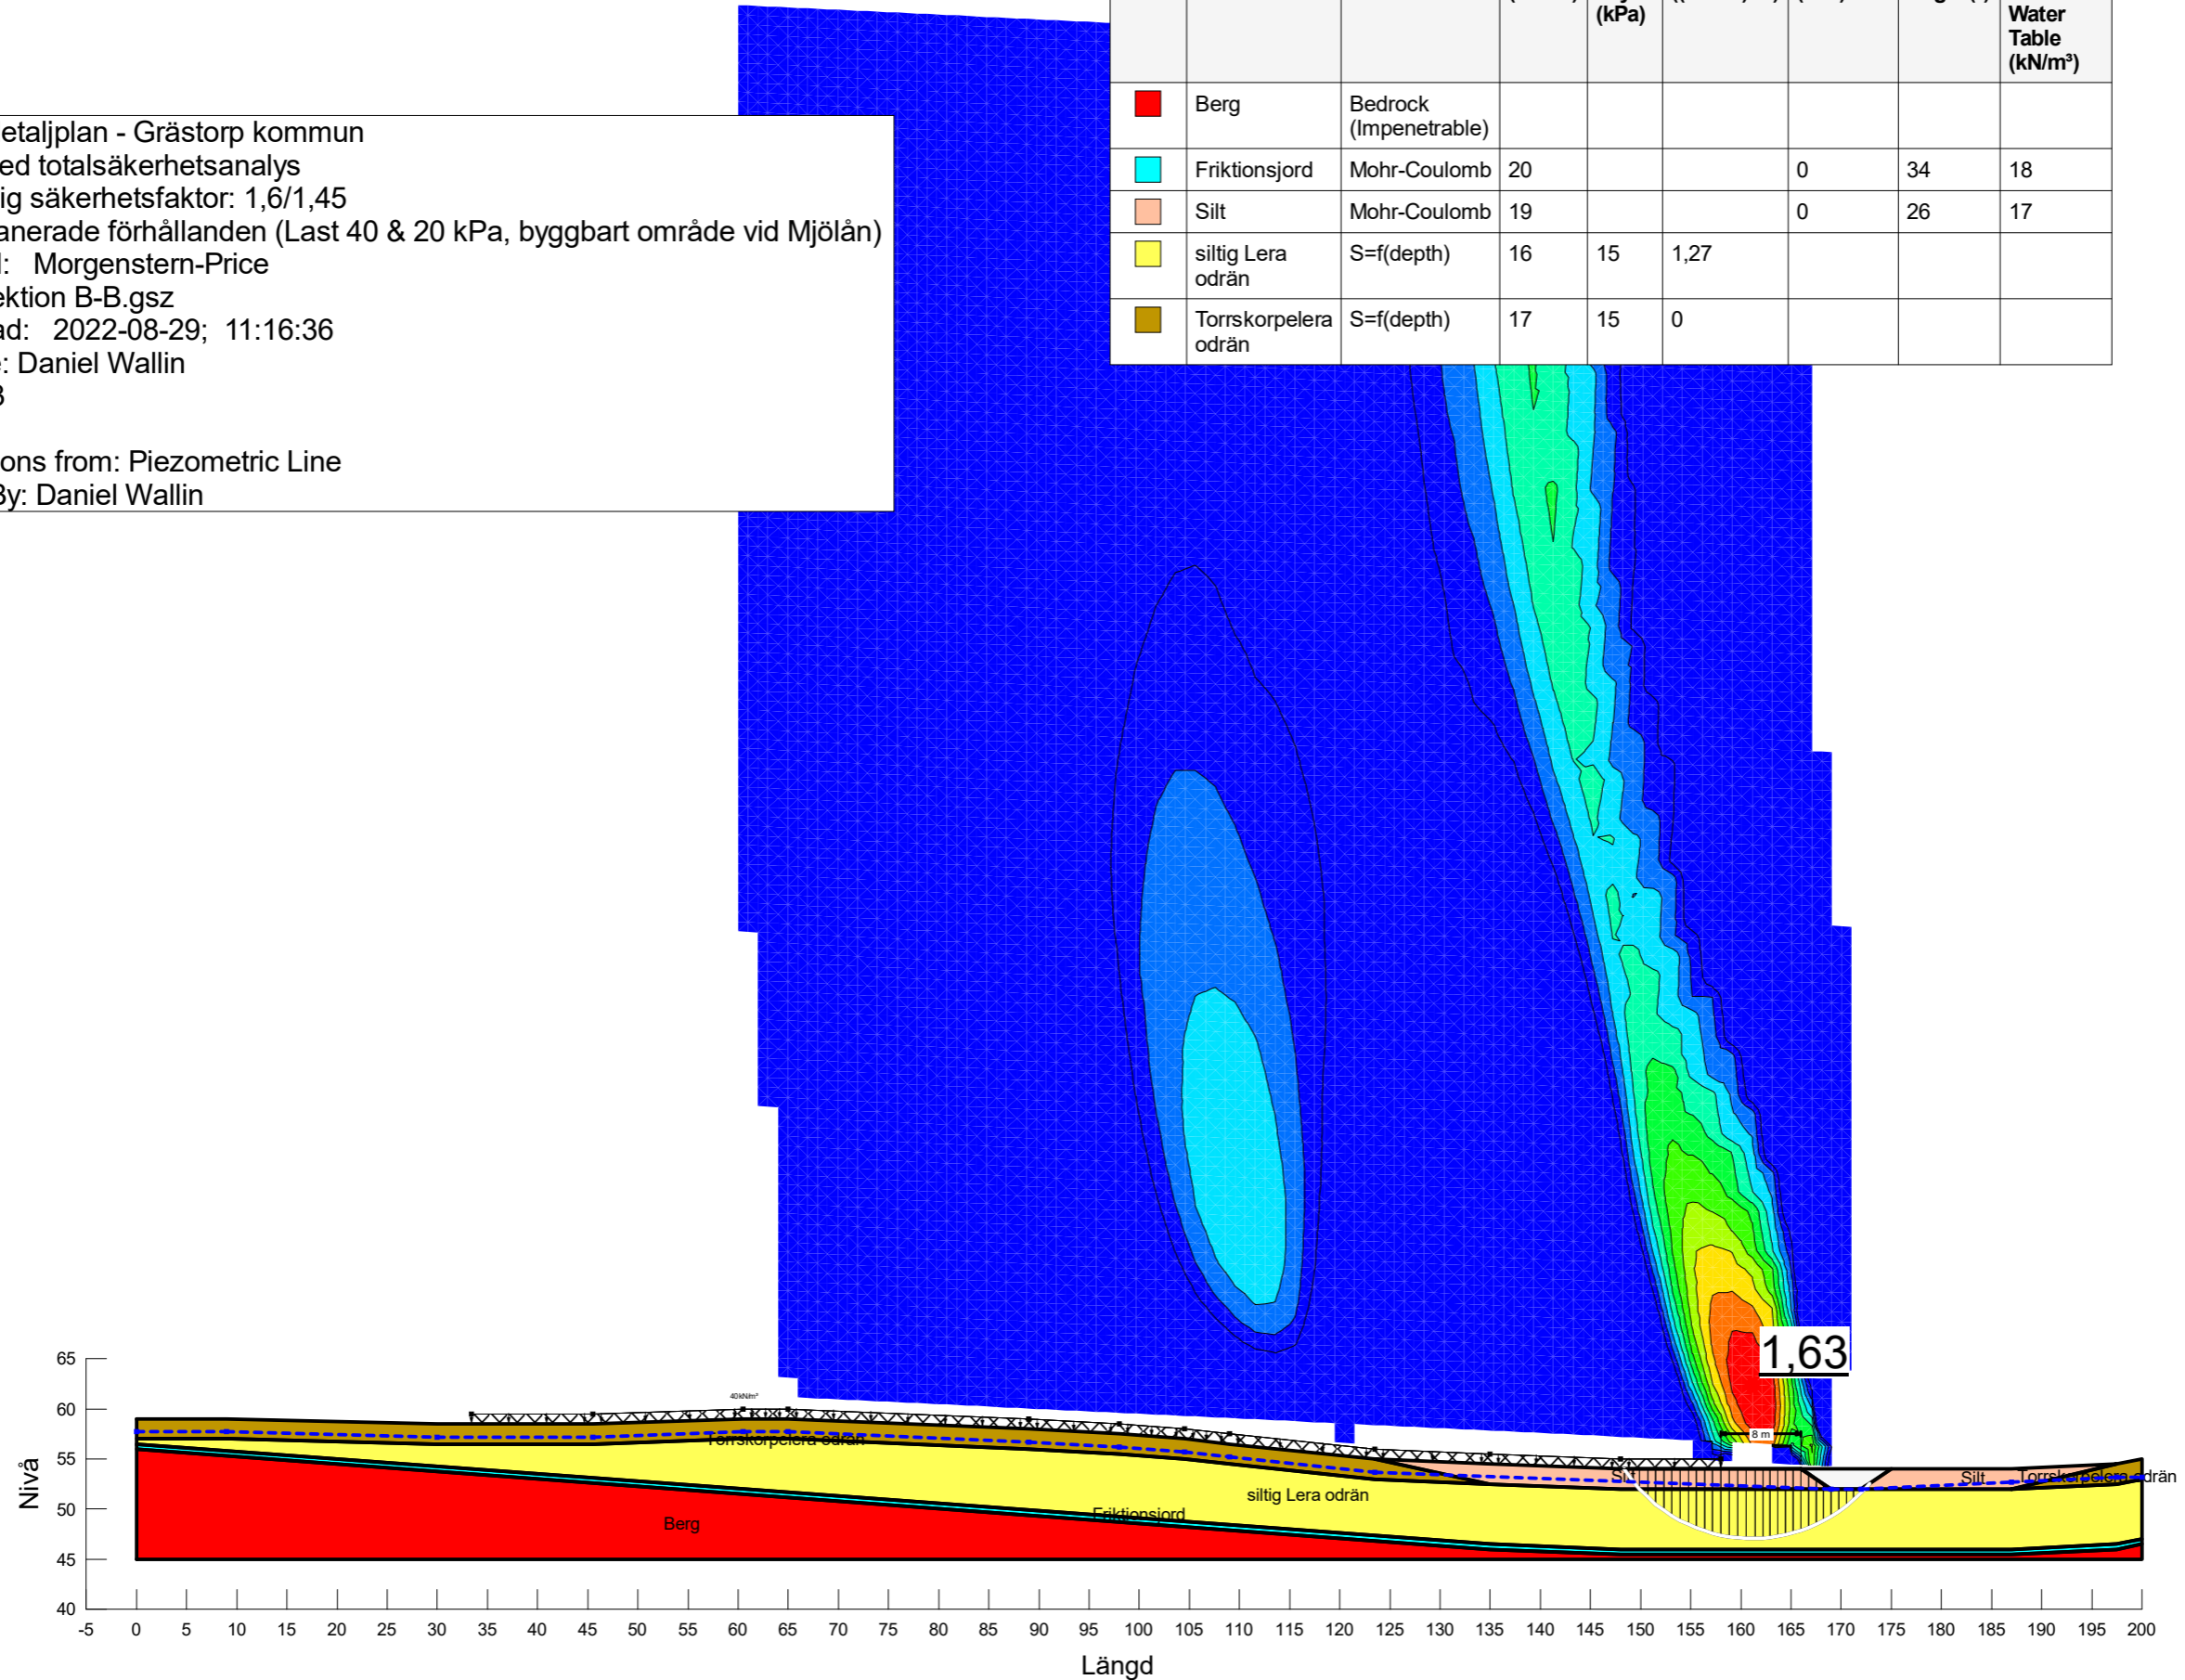 etaljplan - Grästorp kommun
ed totalsäkerhetsanalys
ig säkerhetsfaktor: 1,6/1,45
anerade förhållanden (Last 40 & 20 kPa, byggbart område vid Mjölån)
: Morgenstern-Price
ektion B-B.gsz
ad: 2022-08-29; 11:16:36
: Daniel Wallin
ons from: Piezometric Line
By: Daniel Wallin
(kPa) Water
Table
(kN/m³)
Berg Bedrock
(Impenetrable)
Friktionsjord Mohr-Coulomb 20 0 34 18
Silt Mohr-Coulomb 19 0 26 17
siltig Lera
odrän S=f(depth) 16 15 1,27
Torrskorpelera
odrän S=f(depth) 17 15 0
1,63
8 m
40 kN/m³
Torrskorpelera odrän
siltig Lera odrän
Friktionsjord
Berg
Silt
Silt
Torrskorpelera odrän
Nivå
65
60
55
50
45
40
-5 0 5 10 15 20 25 30 35 40 45 50 55 60 65 70 75 80 85 90 95 100 105 110 115 120 125 130 135 140 145 150 155 160 165 170 175 180 185 190 195 200
Längd